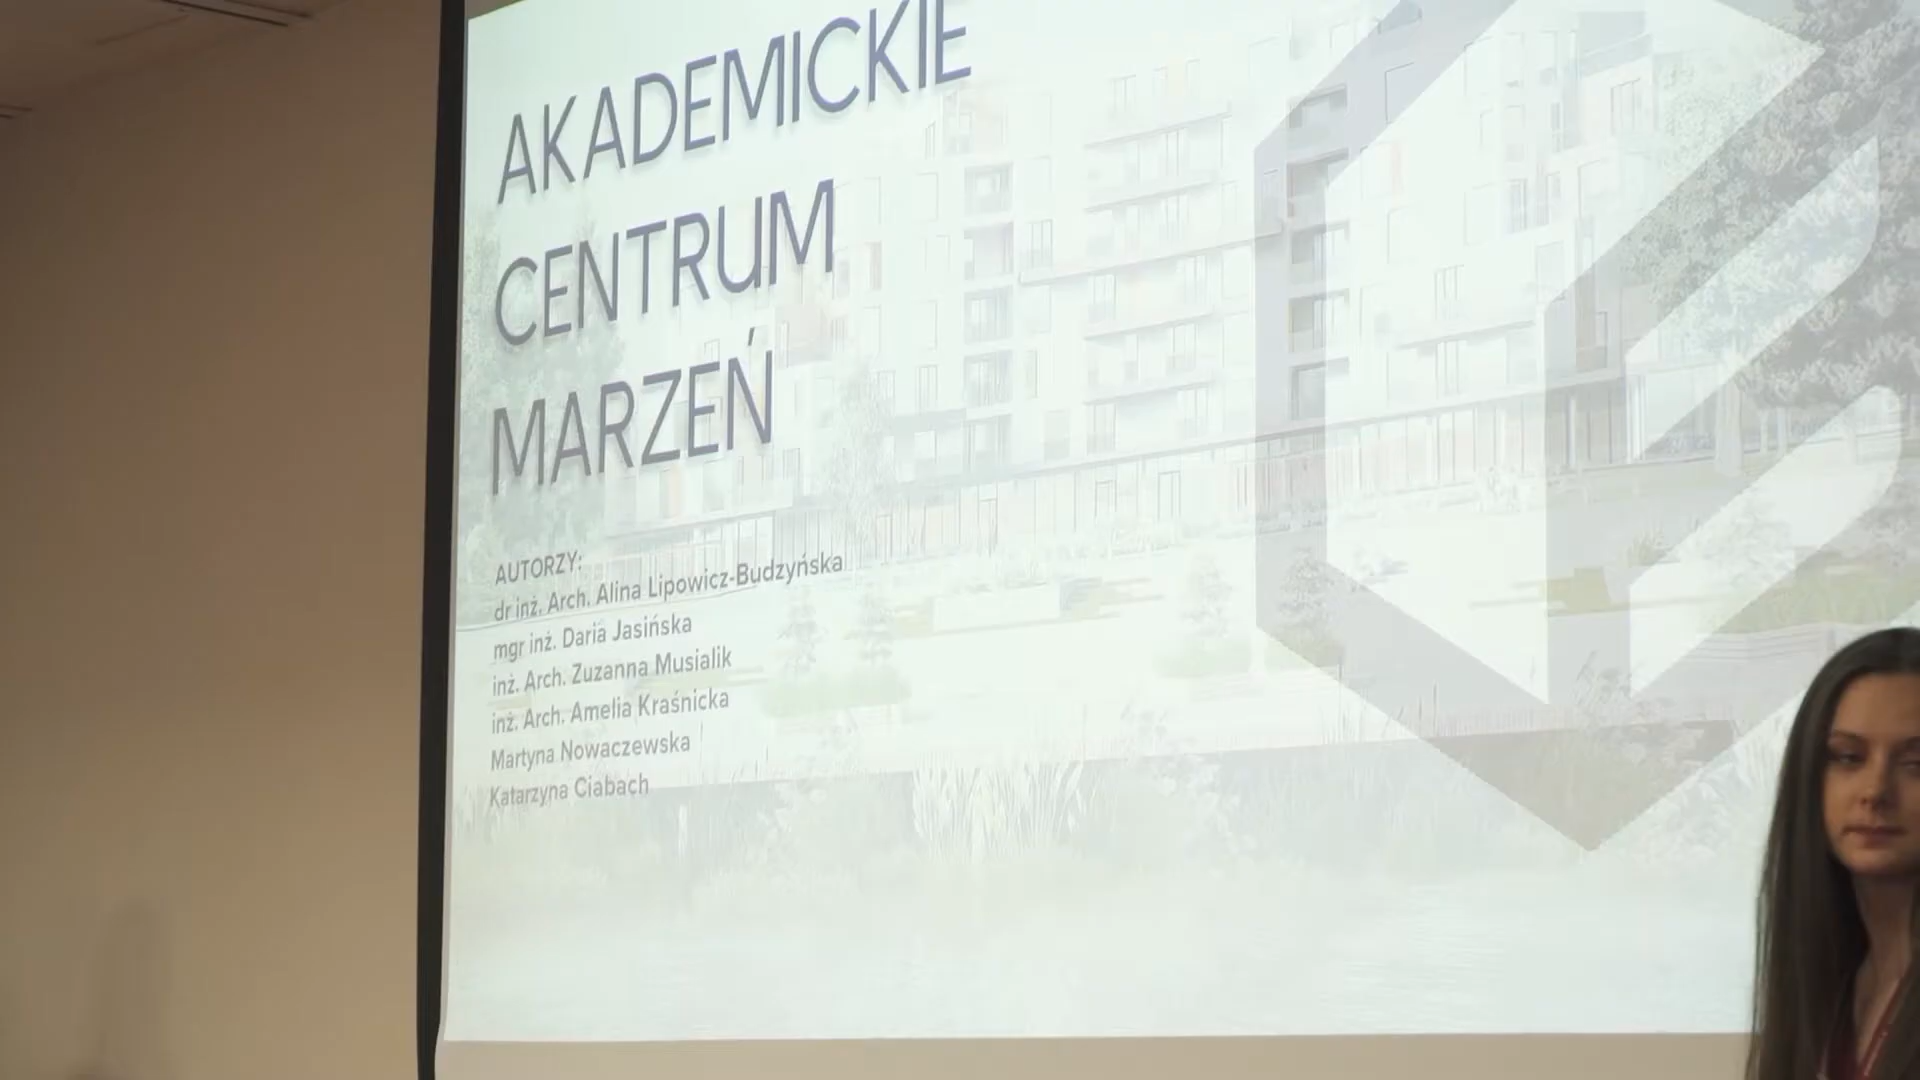 AKADEMICKIE
CENTRUM
MARZEŃ
AUTORZY:
dr inż. Arch. Alina Lipowicz-Budzyńska
mgr inż. Daria Jasińska
inż. Arch. Zuzanna Musialik
inż. Arch. Amelia Kraśnicka
Martyna Nowaczewska
Katarzyna Ciabach